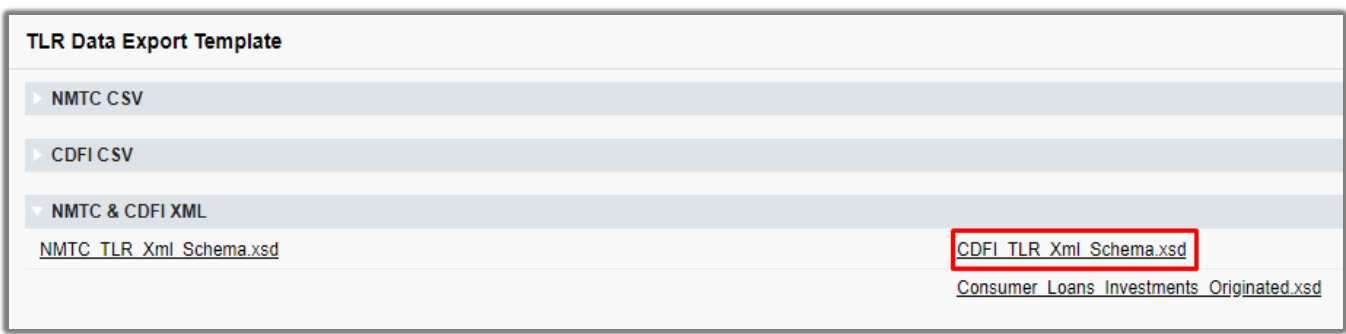 TLR Data Export Template
NMTC CSV
CDFI CSV
NMTC & CDFI XML
NMTC_TLR_Xml_Schema.xsd CDFI_TLR_Xml_Schema.xsd
Consumer_Loans_Investments_Originated.xsd